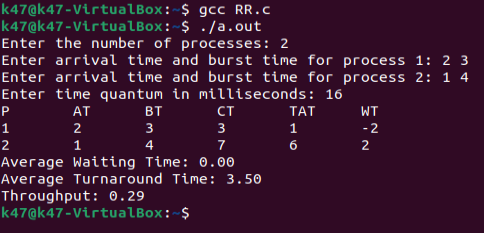 k47@k47-VirtualBox:~$ gcc RR.c
k47@k47-VirtualBox:~$ ./a.out
Enter the number of processes: 2
Enter arrival time and burst time for process 1: 2 3
Enter arrival time and burst time for process 2: 1 4
Enter time quantum in milliseconds: 16
P AT BT CT TAT WT
1 2 3 3 1 -2
2 1 4 7 6 2
Average Waiting Time: 0.00
Average Turnaround Time: 3.50
Throughput: 0.29
k47@k47-VirtualBox:~$